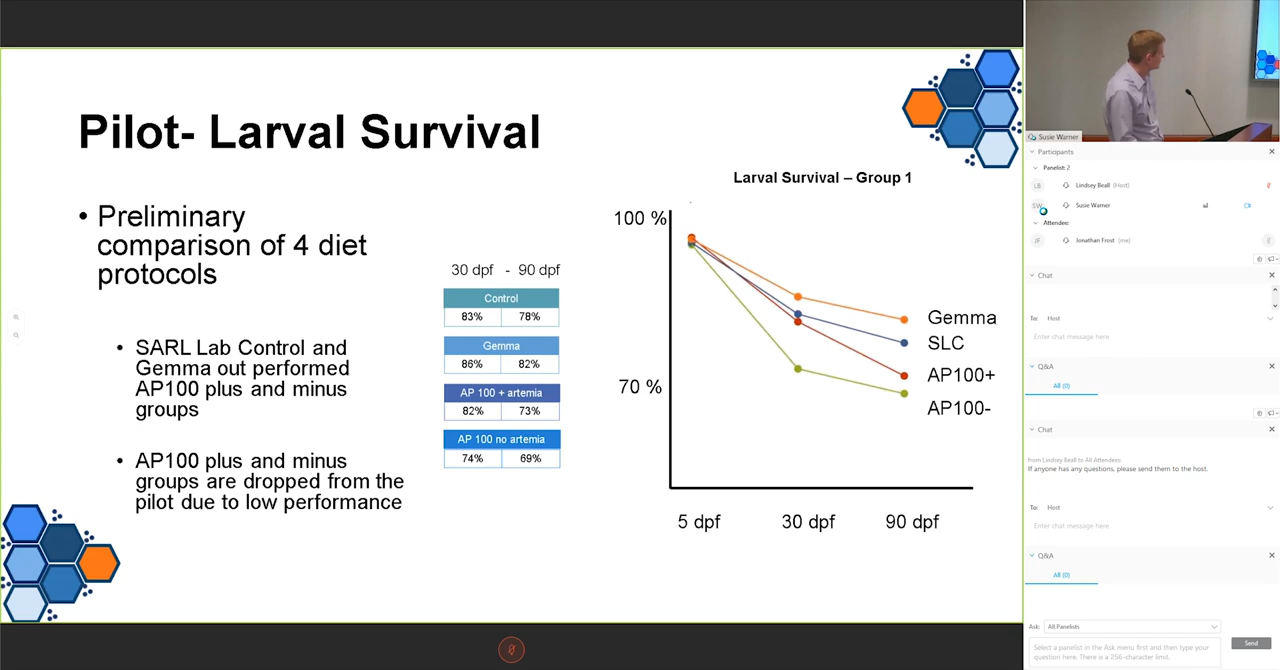 Pilot- Larval Survival
• Preliminary
comparison of 4 diet
protocols
• SARL Lab Control and
Gemma out performed
AP100 plus and minus
groups
• AP100 plus and minus
groups are dropped from the
pilot due to low performance
30 dpf - 90 dpf
Control
83% 78%
Gemma
86% 82%
AP 100 + artemia
82% 73%
AP 100 no artemia
74% 69%
Larval Survival – Group 1
100 %
70 %
Gemma
SLC
AP100+
AP100-
5 dpf 30 dpf 90 dpf
Susie Warner
Participants
Panelist: 2
LB Lindsey Beall (Host)
SW Susie Warner
Attendee:
JF Jonathan Frost (me)
Chat
To: Host
Enter chat message here
Q&A
All (0)
Chat
from Lindsey Beall to All Attendees:
If anyone has any questions, please send them to the host.
To: Host
Enter chat message here
Q&A
All (0)
Ask: All Panelists
Select a panelist in the Ask menu first and then type your
question here. There is a 256-character limit.
Send